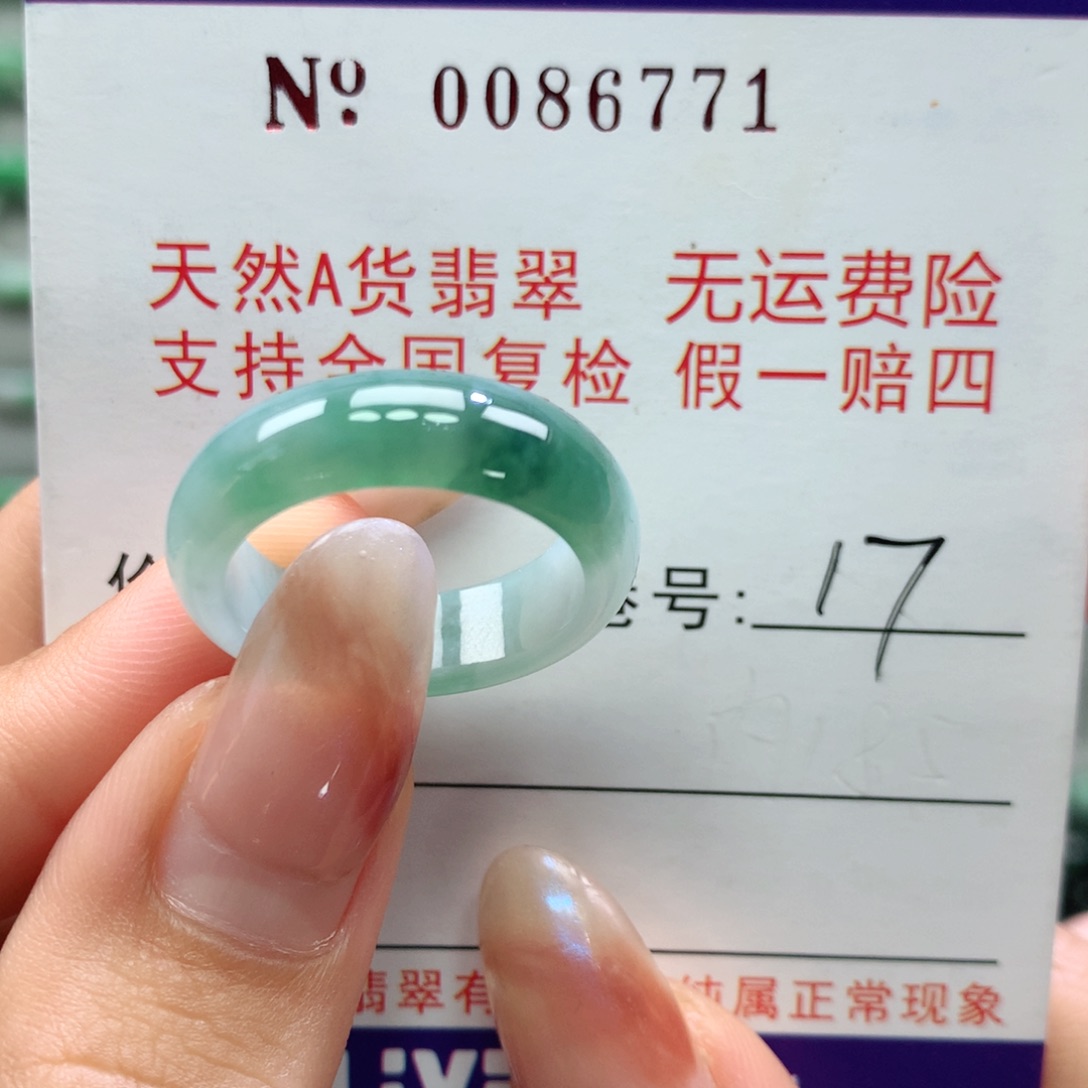 Nº 0086771
天然A货翡翠 无运费险
支持全国复检 假一赔四
号: 17
翡翠有 纯属正常现象